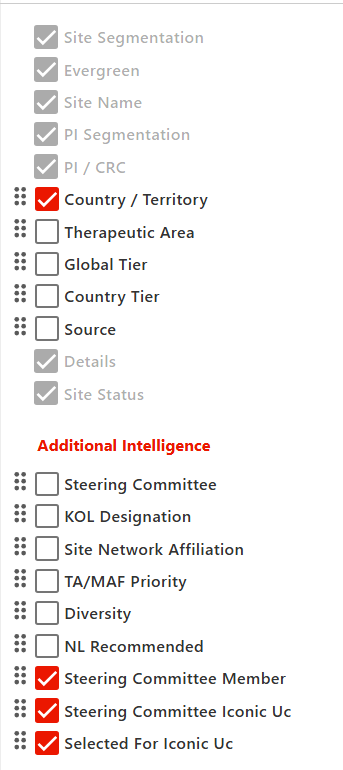 Site Segmentation
Evergreen
Site Name
PI Segmentation
PI / CRC
Country / Territory
Therapeutic Area
Global Tier
Country Tier
Source
Details
Site Status
Additional Intelligence
Steering Committee
KOL Designation
Site Network Affiliation
TA/MAF Priority
Diversity
NL Recommended
Steering Committee Member
Steering Committee Iconic Uc
Selected For Iconic Uc